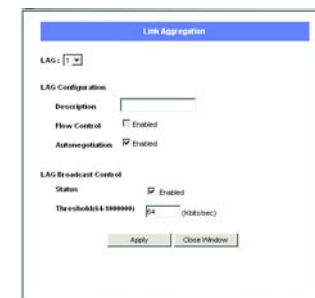 Link Aggregation
LAG: 1
LAG Configuration
Description
Flow Control Enabled
Autonegotiation Enabled
LAG Broadcast Control
Status Enabled
Threshold(64-1000000) 64 (Kbits/sec)
Apply Close Window